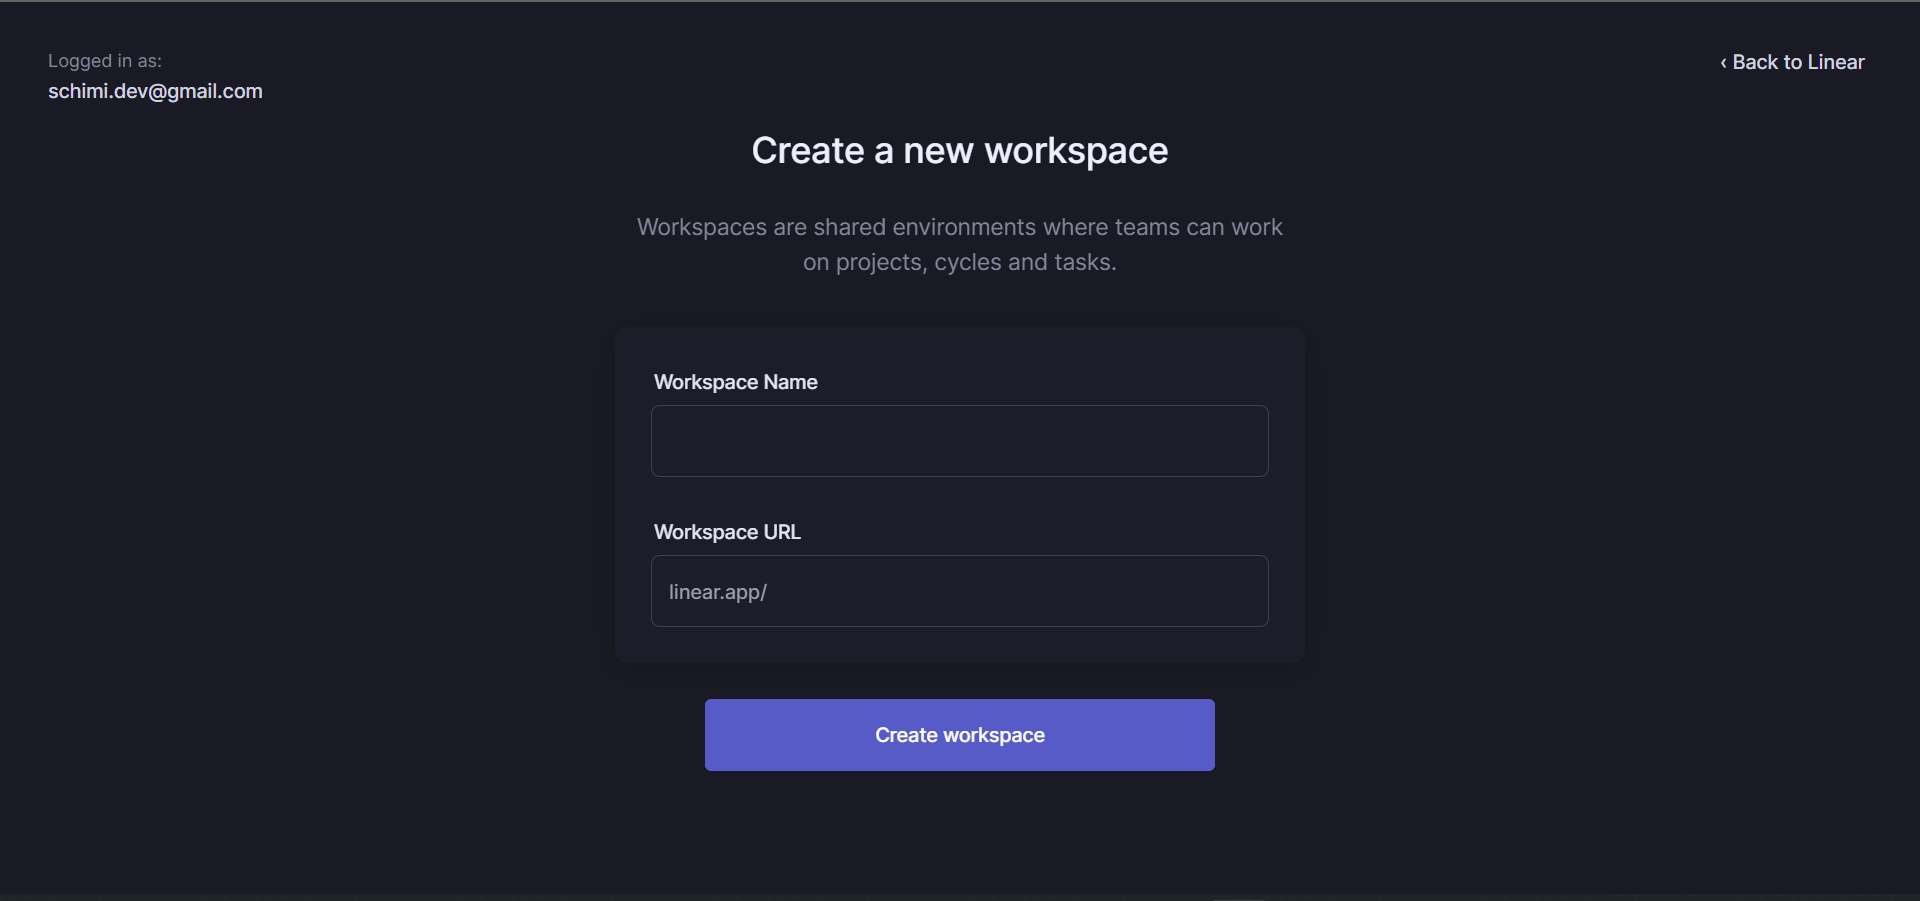 Logged in as:
schimi.dev@gmail.com
‹ Back to Linear
Create a new workspace
Workspaces are shared environments where teams can work
on projects, cycles and tasks.
Workspace Name
Workspace URL
linear.app/
Create workspace